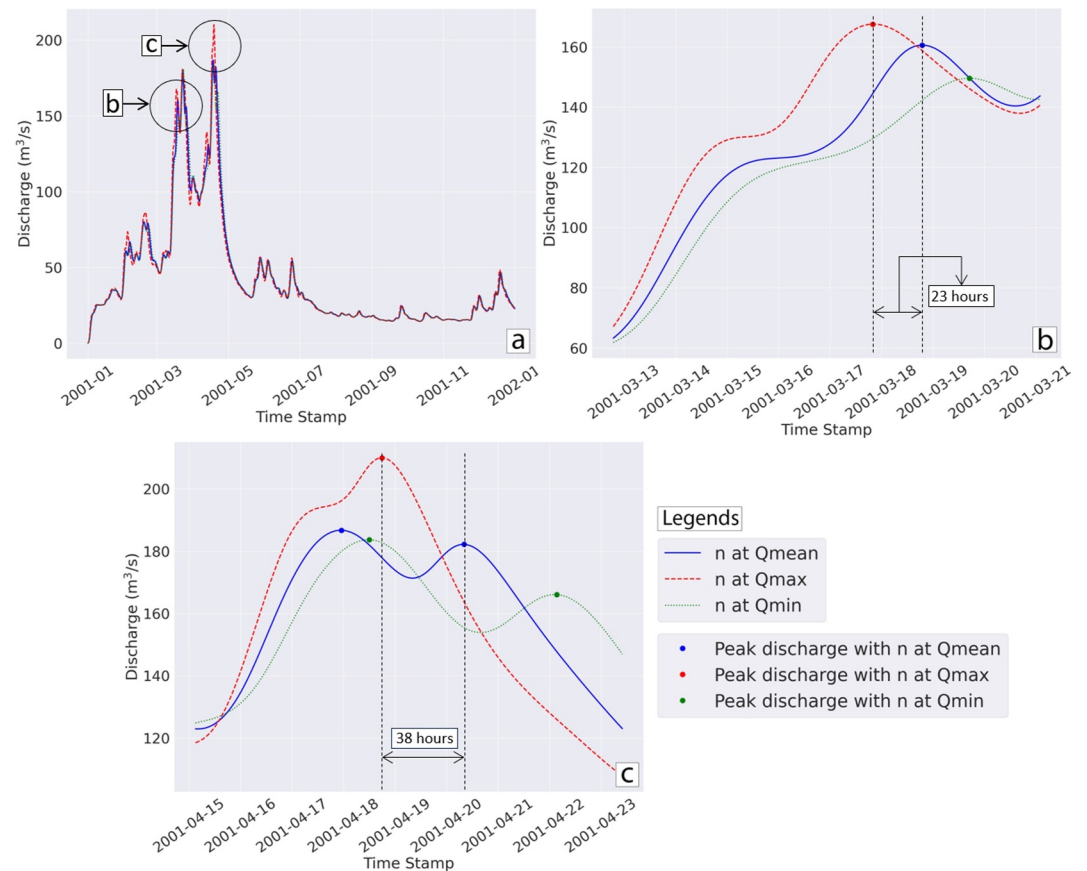 200
150
100
50
0
Discharge (m³/s)
c
b
a
2001-01
2001-03
2001-05
2001-07
2001-09
2001-11
2002-01
Time Stamp
160
140
120
100
80
60
Discharge (m³/s)
23 hours
b
2001-03-13
2001-03-14
2001-03-15
2001-03-16
2001-03-17
2001-03-18
2001-03-19
2001-03-20
2001-03-21
Time Stamp
200
180
160
140
120
Discharge (m³/s)
38 hours
c
2001-04-15
2001-04-16
2001-04-17
2001-04-18
2001-04-19
2001-04-20
2001-04-21
2001-04-22
2001-04-23
Time Stamp
Legends
n at Qmean
n at Qmax
n at Qmin
Peak discharge with n at Qmean
Peak discharge with n at Qmax
Peak discharge with n at Qmin